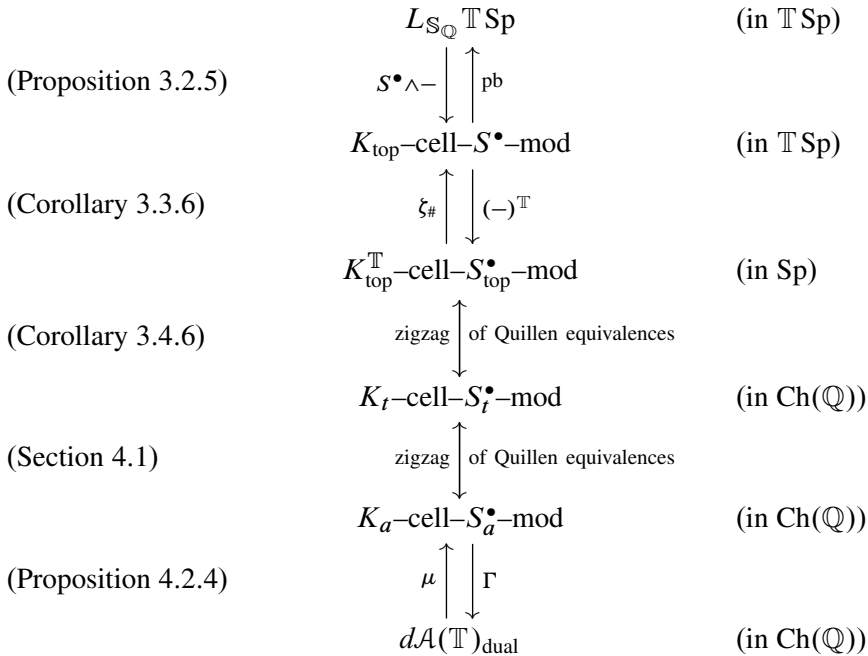 L_{𝕊_ℚ} 𝕋 Sp (in 𝕋 Sp)
(Proposition 3.2.5) S^• ∧ − pb
K_top–cell–S^•–mod (in 𝕋 Sp)
(Corollary 3.3.6) ζ_# (−)^𝕋
K_top^𝕋–cell–S_top^•–mod (in Sp)
(Corollary 3.4.6) zigzag of Quillen equivalences
K_t–cell–S_t^•–mod (in Ch(ℚ))
(Section 4.1) zigzag of Quillen equivalences
K_a–cell–S_a^•–mod (in Ch(ℚ))
(Proposition 4.2.4) μ Γ
d𝒜(𝕋)_dual (in Ch(ℚ))